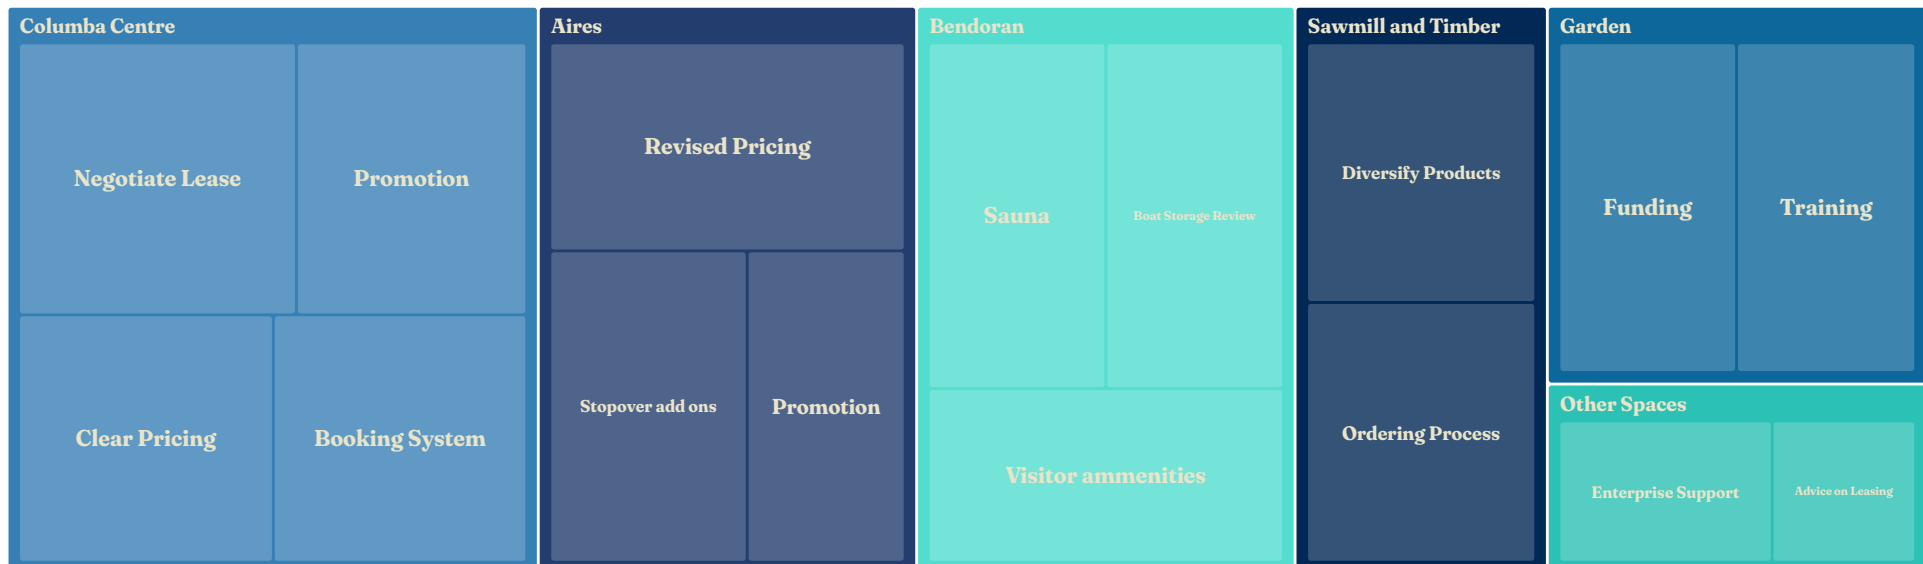 Columba Centre
Negotiate Lease
Promotion
Clear Pricing
Booking System
Aires
Revised Pricing
Stopover add ons
Promotion
Bendoran
Sauna
Boat Storage Review
Visitor ammenities
Sawmill and Timber
Diversify Products
Ordering Process
Garden
Funding
Training
Other Spaces
Enterprise Support
Advice on Leasing